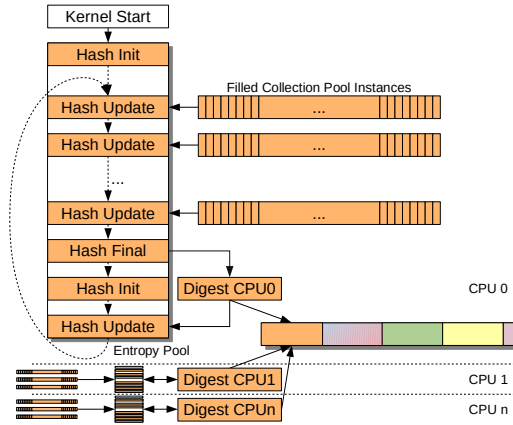 Kernel Start
Hash Init
Filled Collection Pool Instances
Hash Update
...
Hash Update
...
...
Hash Update
...
Hash Final
Hash Init
Digest CPU0
CPU 0
Hash Update
Entropy Pool
Digest CPU1
CPU 1
Digest CPUn
CPU n